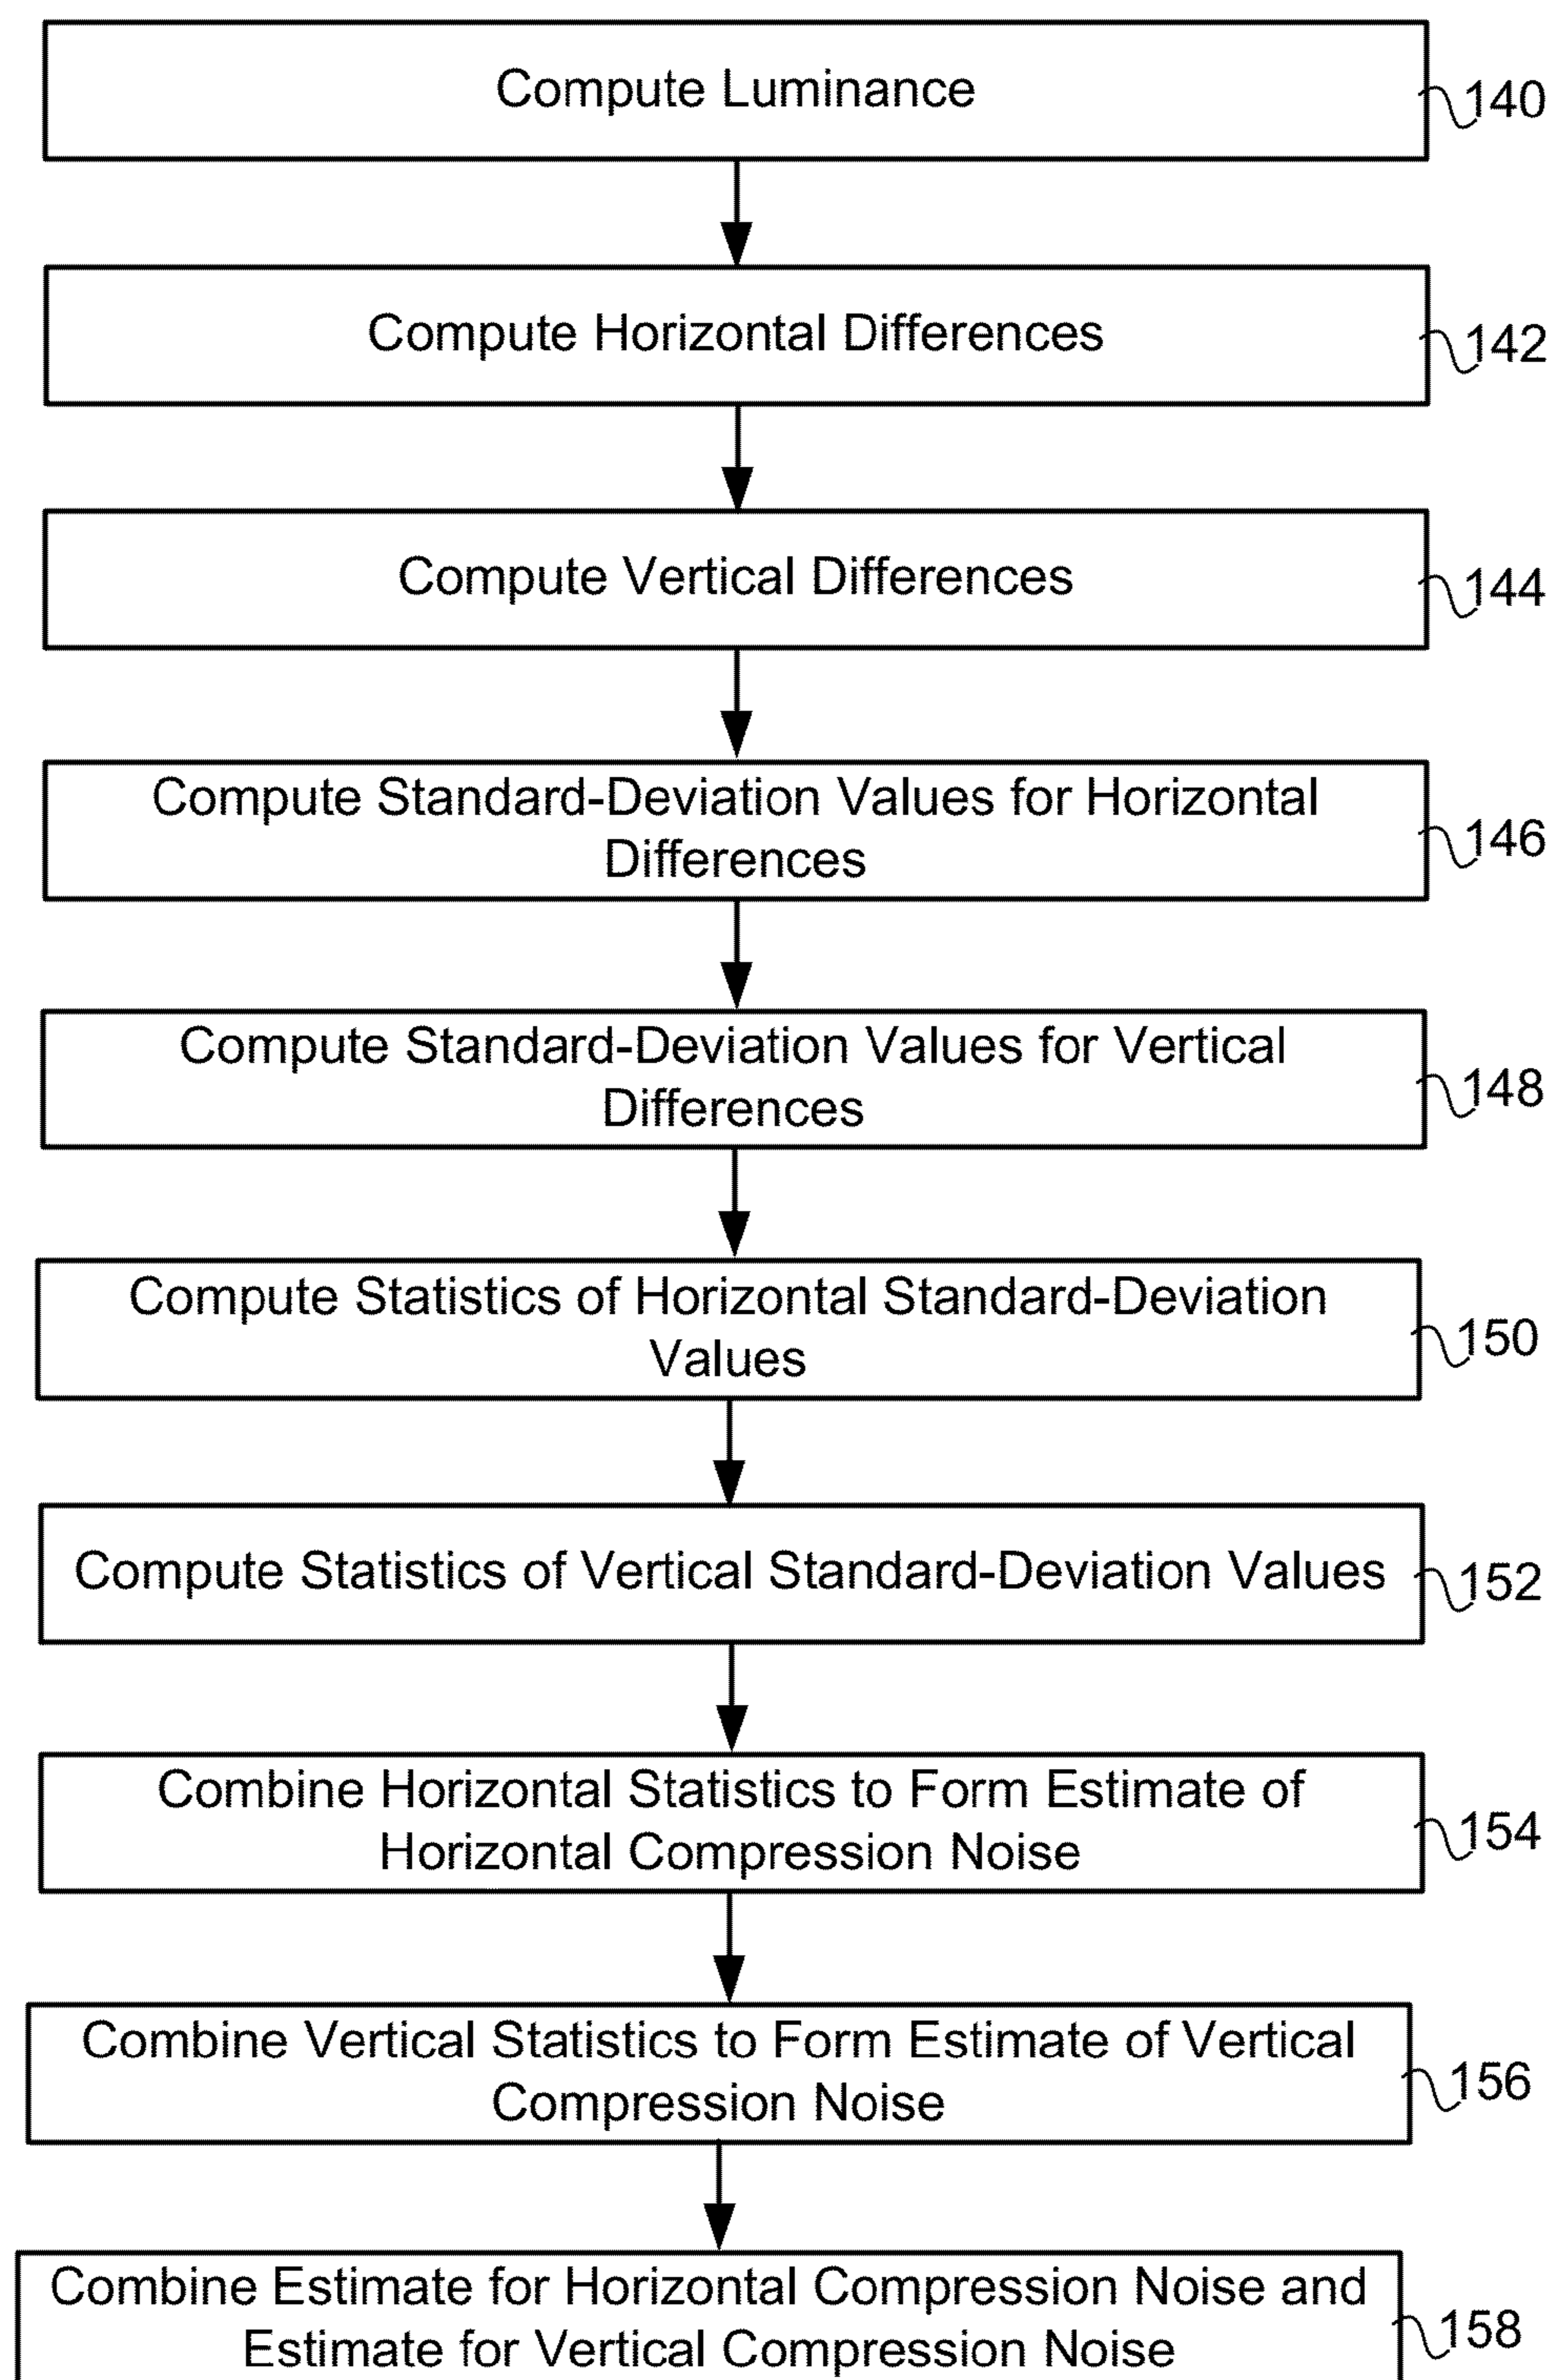 Compute Luminance
140
Compute Horizontal Differences
142
Compute Vertical Differences
144
Compute Standard-Deviation Values for Horizontal
Differences
146
Compute Standard-Deviation Values for Vertical
Differences
148
Compute Statistics of Horizontal Standard-Deviation
Values
150
Compute Statistics of Vertical Standard-Deviation Values
152
Combine Horizontal Statistics to Form Estimate of
Horizontal Compression Noise
154
Combine Vertical Statistics to Form Estimate of Vertical
Compression Noise
156
Combine Estimate for Horizontal Compression Noise and
Estimate for Vertical Compression Noise
158